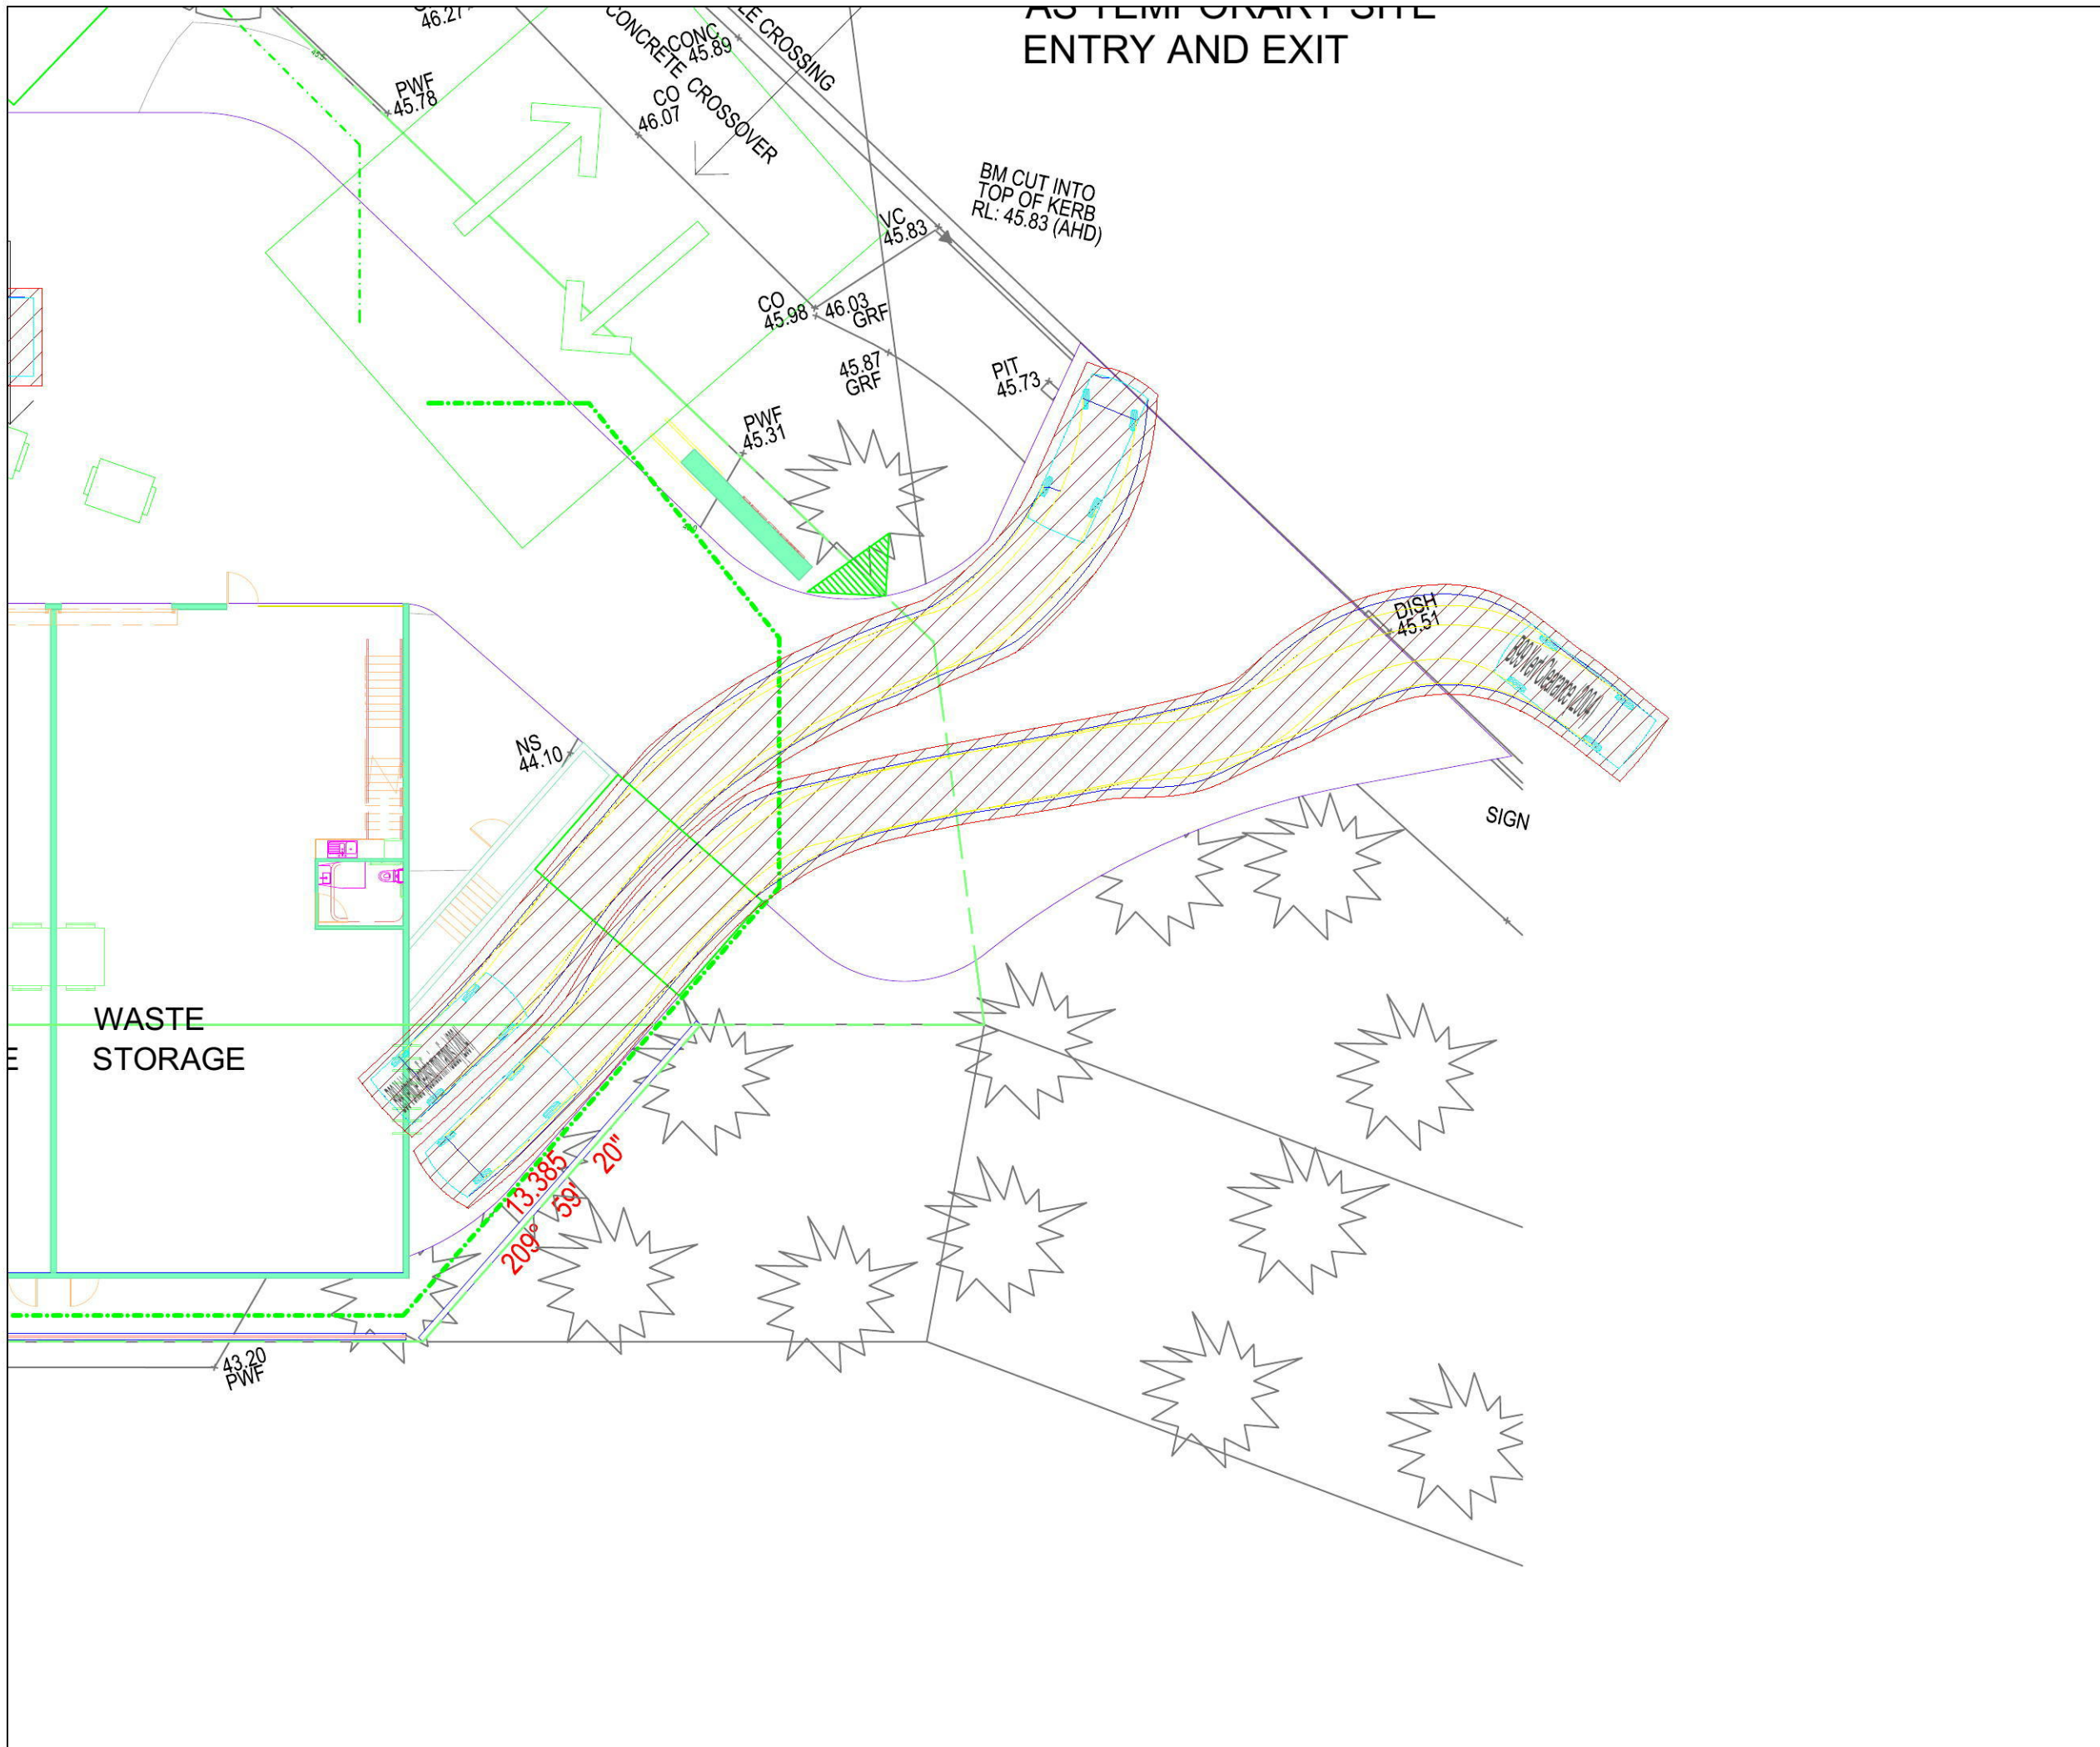 ENTRY AND EXIT
46.27
CONC
45.89
LE CROSSING
CONCRETE CROSSOVER
PWF
45.78
CO
46.07
BM CUT INTO
TOP OF KERB
RL: 45.83 (AHD)
VC
45.83
CO
45.98
46.03
GRF
45.87
GRF
PIT
45.73
PWF
45.31
DISH
45.51
NS
44.10
SIGN
WASTE
STORAGE
E
13.385
209° 59' 20"
43.20
PWF